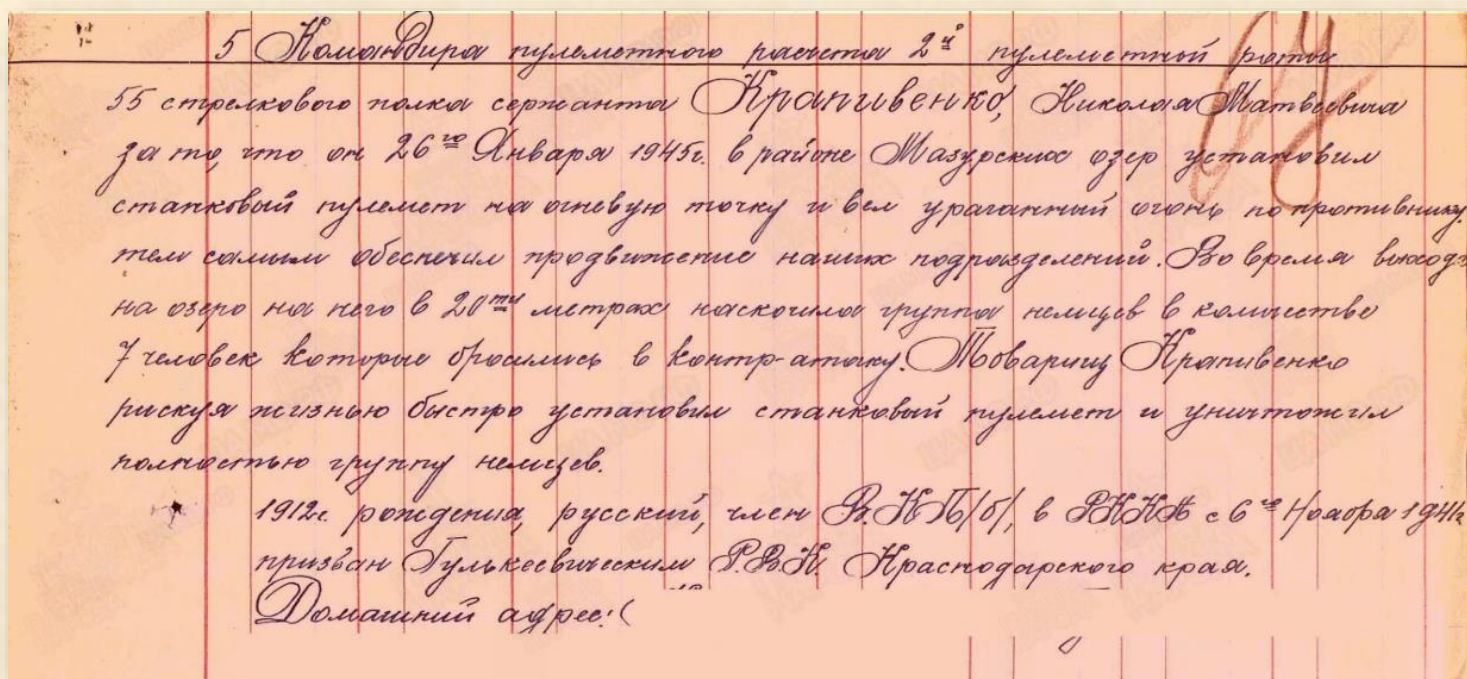 5 Командира пулеметного расчета 2й пулеметной роты
55 стрелкового полка сержанта Крапивенко, Николая Матвеевича
за то, что он 26го Января 1945г. в районе Мазурских озер установил
станковый пулемет на огневую точку и вел ураганный огонь по противнику,
тем самым обеспечил продвижение наших подразделений. Во время выхода
на озеро на него в 20ти метрах наскочила группа немцев в количестве
7 человек которые бросились в контр-атаку. Товарищ Крапивенко
рискуя жизнью быстро установил станковый пулемет и уничтожил
полностью группу немцев.
1912г. рождения, русский, член В.К.П/б/, в РККА с 6го Ноября 1941г.
призван Гулькевическим Р.В.К. Краснодарского края.
Домашний адрес: